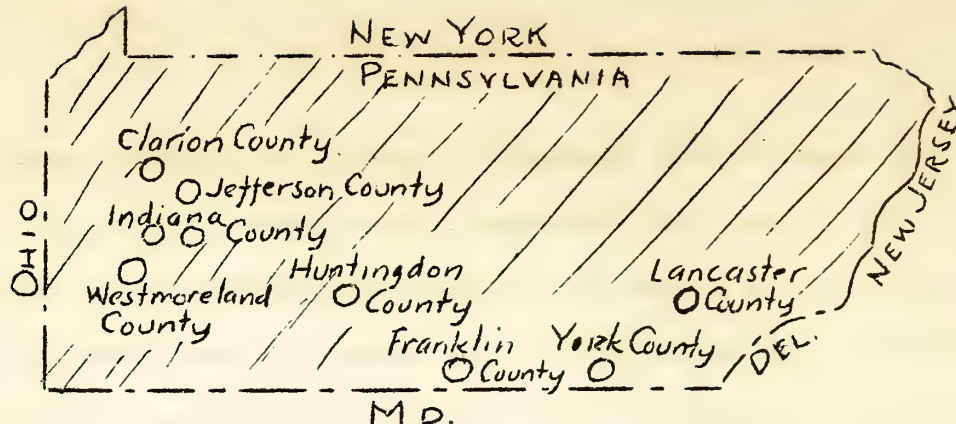 NEW YORK
PENNSYLVANIA
Clarion County
Jefferson County
Indiana County
OHIO
Westmoreland
County
Huntingdon
County
Lancaster
County
Franklin
County
York County
NEW JERSEY
DEL.
MD.